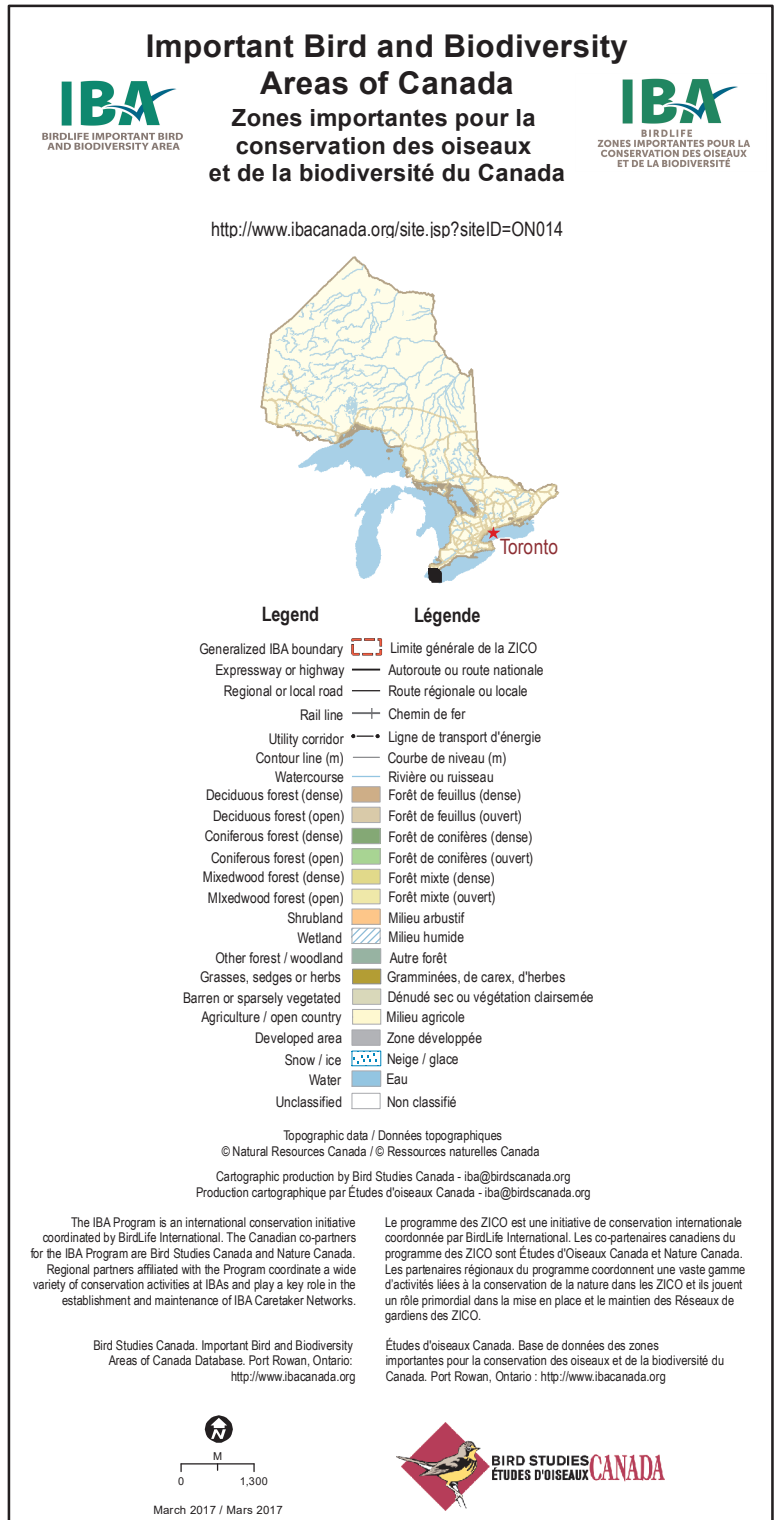 Important Bird and Biodiversity
Areas of Canada
Zones importantes pour la
conservation des oiseaux
et de la biodiversité du Canada
IBA
BIRDLIFE IMPORTANT BIRD
AND BIODIVERSITY AREA
IBA
BIRDLIFE
ZONES IMPORTANTES POUR LA
CONSERVATION DES OISEAUX
ET DE LA BIODIVERSITÉ
http://www.ibacanada.org/site.jsp?siteID=ON014
Toronto
Legend Légende
Generalized IBA boundary Limite générale de la ZICO
Expressway or highway Autoroute ou route nationale
Regional or local road Route régionale ou locale
Rail line Chemin de fer
Utility corridor Ligne de transport d'énergie
Contour line (m) Courbe de niveau (m)
Watercourse Rivière ou ruisseau
Deciduous forest (dense) Forêt de feuillus (dense)
Deciduous forest (open) Forêt de feuillus (ouvert)
Coniferous forest (dense) Forêt de conifères (dense)
Coniferous forest (open) Forêt de conifères (ouvert)
Mixedwood forest (dense) Forêt mixte (dense)
MIxedwood forest (open) Forêt mixte (ouvert)
Shrubland Milieu arbustif
Wetland Milieu humide
Other forest / woodland Autre forêt
Grasses, sedges or herbs Gramminées, de carex, d'herbes
Barren or sparsely vegetated Dénudé sec ou végétation clairsemée
Agriculture / open country Milieu agricole
Developed area Zone développée
Snow / ice Neige / glace
Water Eau
Unclassified Non classifié
Topographic data / Données topographiques
© Natural Resources Canada / © Ressources naturelles Canada
Cartographic production by Bird Studies Canada - iba@birdscanada.org
Production cartographique par Études d'oiseaux Canada - iba@birdscanada.org
The IBA Program is an international conservation initiative
coordinated by BirdLife International. The Canadian co-partners
for the IBA Program are Bird Studies Canada and Nature Canada.
Regional partners affiliated with the Program coordinate a wide
variety of conservation activities at IBAs and play a key role in the
establishment and maintenance of IBA Caretaker Networks.
Le programme des ZICO est une initiative de conservation internationale
coordonnée par BirdLife International. Les co-partenaires canadiens du
programme des ZICO sont Études d'Oiseaux Canada et Nature Canada.
Les partenaires régionaux du programme coordonnent une vaste gamme
d'activités liées à la conservation de la nature dans les ZICO et ils jouent
un rôle primordial dans la mise en place et le maintien des Réseaux de
gardiens des ZICO.
Bird Studies Canada. Important Bird and Biodiversity
Areas of Canada Database. Port Rowan, Ontario:
http://www.ibacanada.org
Études d'oiseaux Canada. Base de données des zones
importantes pour la conservation des oiseaux et de la biodiversité du
Canada. Port Rowan, Ontario : http://www.ibacanada.org
N
M
0 1,300
March 2017 / Mars 2017
BIRD STUDIES
ÉTUDES D'OISEAUX
CANADA